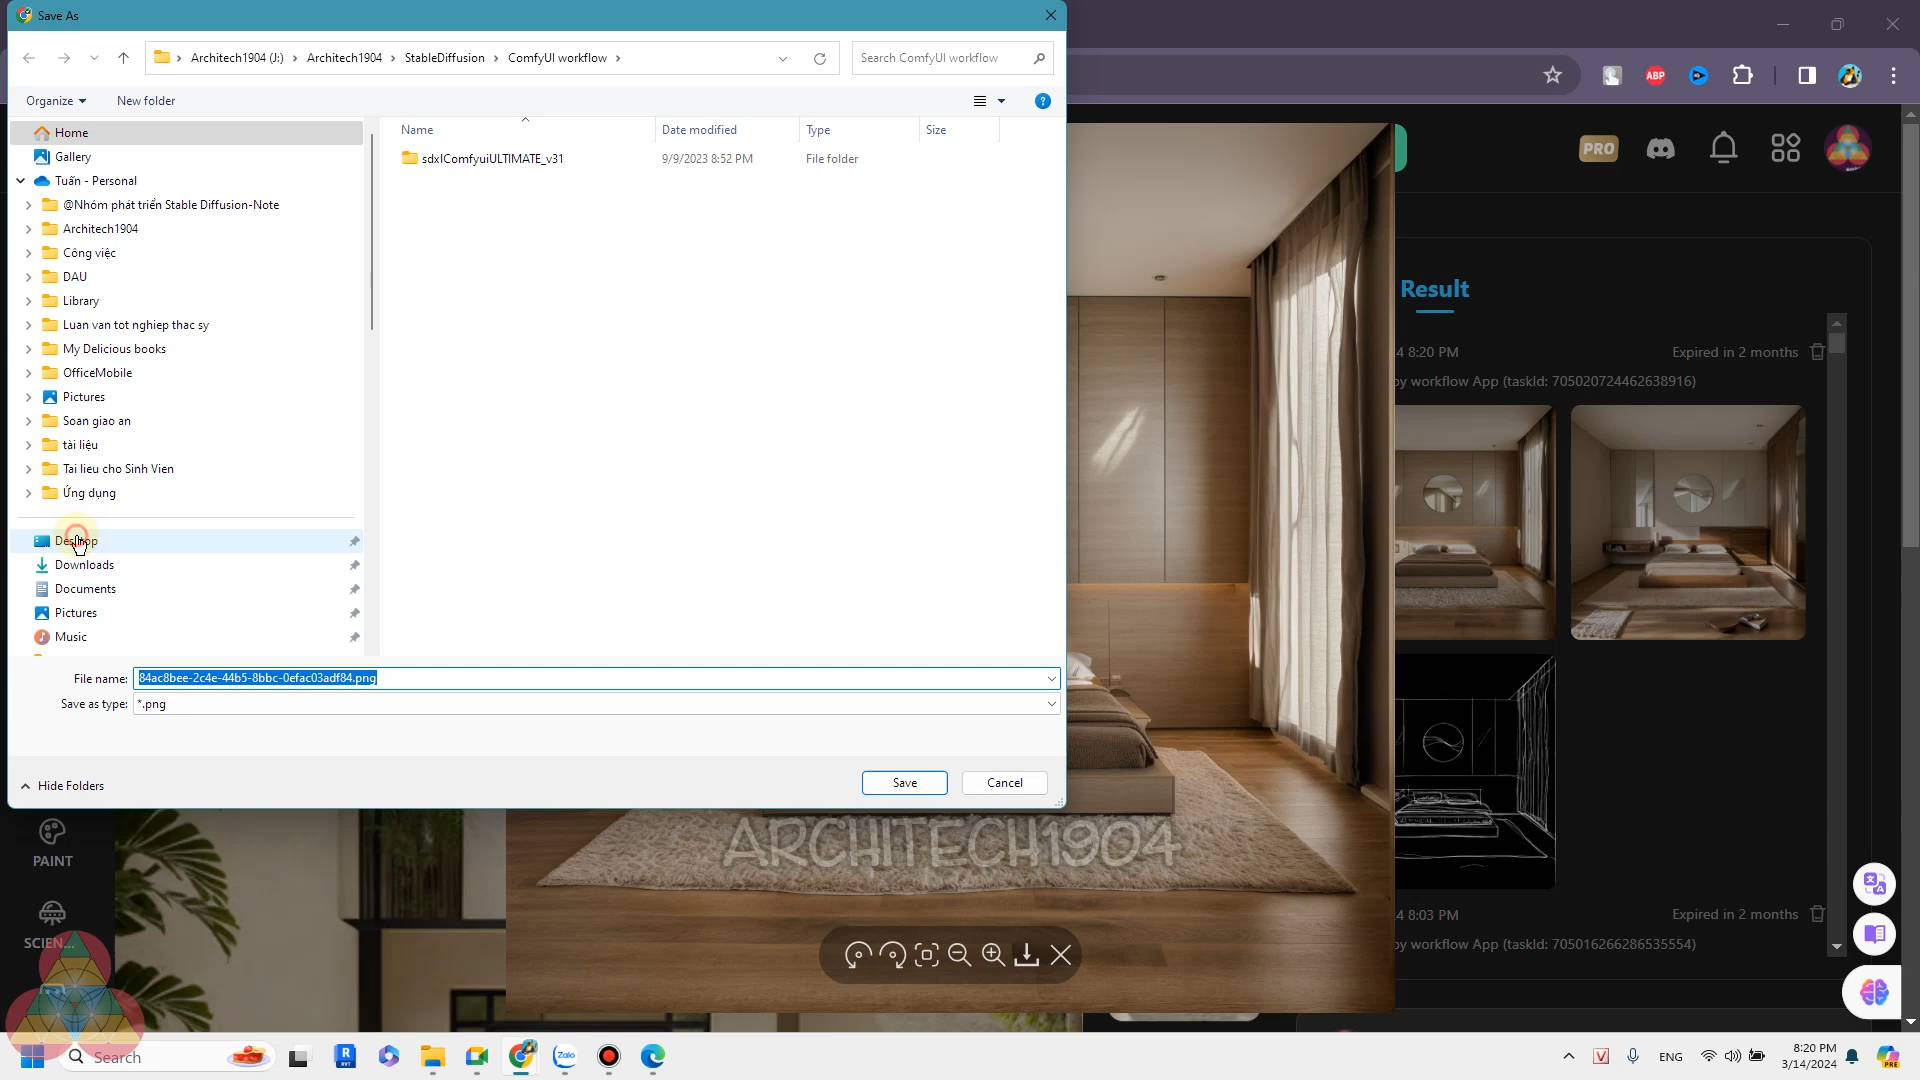 Save As
Architech1904 (J:) › Architech1904 › StableDiffusion › ComfyUI workflow ›
Search ComfyUI workflow
Organize
New folder
Home
Gallery
Tuấn - Personal
@Nhóm phát triển Stable Diffusion-Note
Architech1904
Công việc
DAU
Library
Luan van tot nghiep thac sy
My Delicious books
OfficeMobile
Pictures
Soan giao an
tài liệu
Tai lieu cho Sinh Vien
Ứng dụng
Desktop
Downloads
Documents
Pictures
Music
Name
Date modified
Type
Size
sdxlComfyuiULTIMATE_v31
9/9/2023 8:52 PM
File folder
File name:
84ac8bee-2c4e-44b5-8bbc-0efac03adf84.png
Save as type:
*.png
Hide Folders
Save
Cancel
ABP
PRO
Result
4 8:20 PM
Expired in 2 months
by workflow App (taskId: 705020724462638916)
4 8:03 PM
Expired in 2 months
by workflow App (taskId: 705016266286535554)
PAINT
SCIEN...
ARCHITECH1904
Search
R
Zalo
V
ENG
8:20 PM
3/14/2024
PRE